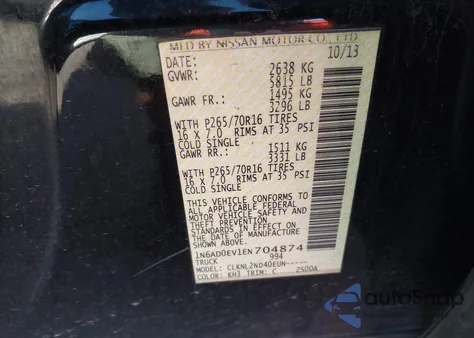 MFD BY NISSAN MOTOR CO., LTD.
DATE: 10/13
GVWR: 2638 KG
5815 LB
GAWR FR.: 1495 KG
3296 LB
WITH P265/70R16 TIRES
16 X 7.0 RIMS AT 35 PSI
COLD SINGLE
GAWR RR.: 1511 KG
3331 LB
WITH P265/70R16 TIRES
16 X 7.0 RIMS AT 35 PSI
COLD SINGLE
THIS VEHICLE CONFORMS TO
ALL APPLICABLE FEDERAL
MOTOR VEHICLE SAFETY AND
THEFT PREVENTION STANDARDS
IN EFFECT ON THE DATE OF
MANUFACTURE SHOWN ABOVE.
1N6AD0EV1EN704874
TRUCK 994
MODEL: CLKNL2ND40EUN-----
COLOR: KH3 TRIM: C ZS00A
autoSnap